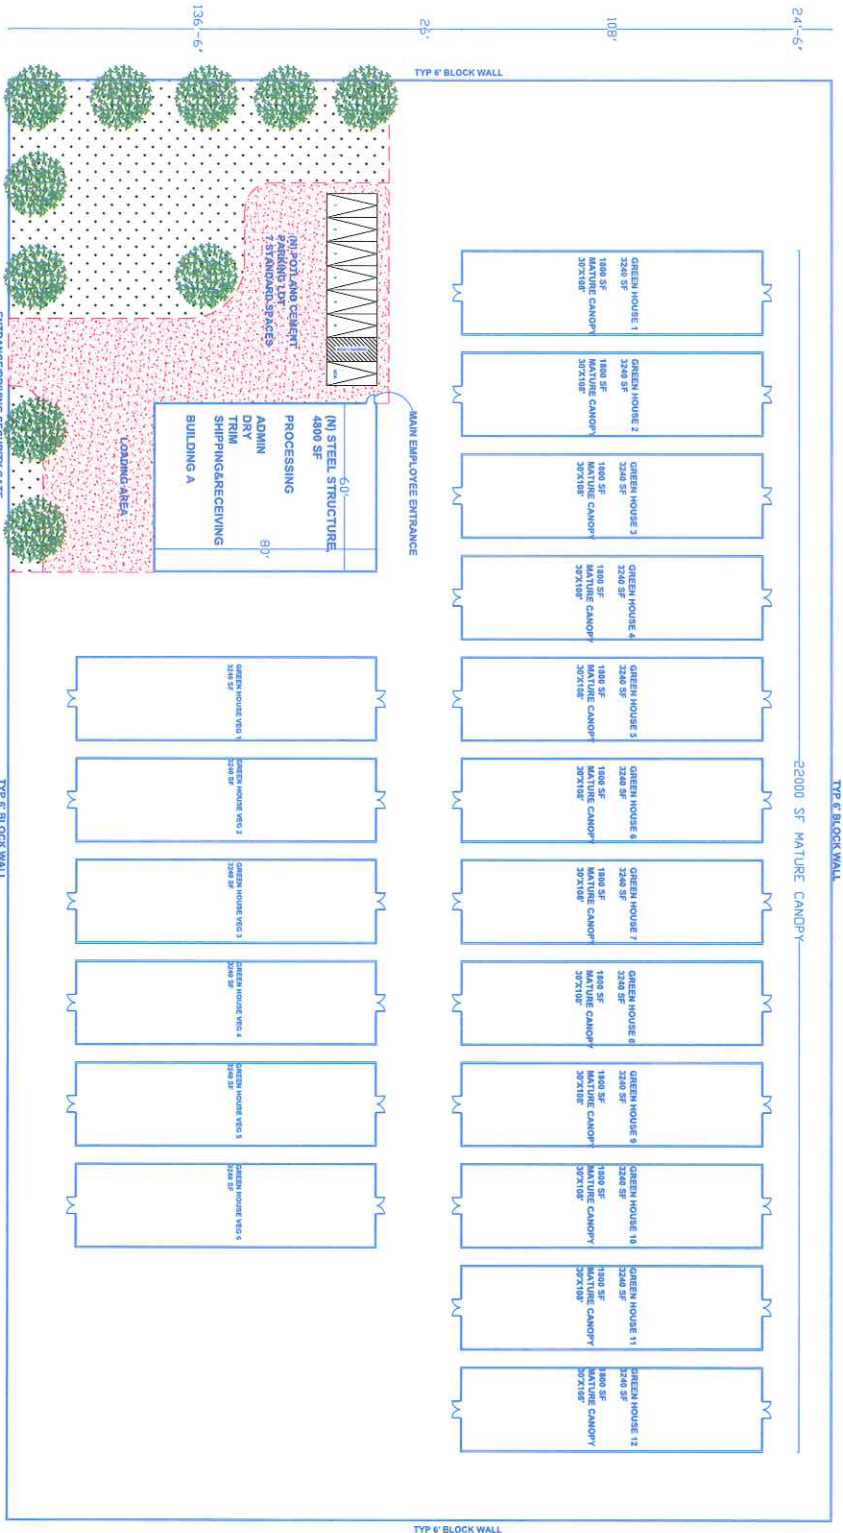 24'-6"
108'
26'
136'-6"
TYP 6' BLOCK WALL
TYP 6' BLOCK WALL
22000 SF MATURE CANOPY
GREEN HOUSE 1
3240 SF
1800 SF
MATURE CANOPY
30'X108'
GREEN HOUSE 2
3240 SF
1800 SF
MATURE CANOPY
30'X108'
GREEN HOUSE 3
3240 SF
1800 SF
MATURE CANOPY
30'X108'
GREEN HOUSE 4
3240 SF
1800 SF
MATURE CANOPY
30'X108'
GREEN HOUSE 5
3240 SF
1800 SF
MATURE CANOPY
30'X108'
GREEN HOUSE 6
3240 SF
1800 SF
MATURE CANOPY
30'X108'
GREEN HOUSE 7
3240 SF
1800 SF
MATURE CANOPY
30'X108'
GREEN HOUSE 8
3240 SF
1800 SF
MATURE CANOPY
30'X108'
GREEN HOUSE 9
3240 SF
1800 SF
MATURE CANOPY
30'X108'
GREEN HOUSE 10
3240 SF
1800 SF
MATURE CANOPY
30'X108'
GREEN HOUSE 11
3240 SF
1800 SF
MATURE CANOPY
30'X108'
GREEN HOUSE 12
3240 SF
1800 SF
MATURE CANOPY
30'X108'
MAIN EMPLOYEE ENTRANCE
(N) POTLAND CEMENT
PARKING LOT
7 STANDARD SPACES
60'
80'
(N) STEEL STRUCTURE,
4800 SF
PROCESSING
ADMIN
DRY
TRIM
SHIPPING&RECEIVING
BUILDING A
LOADING AREA
GREEN HOUSE VEG 1
3240 SF
GREEN HOUSE VEG 2
3240 SF
GREEN HOUSE VEG 3
3240 SF
GREEN HOUSE VEG 4
3240 SF
GREEN HOUSE VEG 5
3240 SF
GREEN HOUSE VEG 6
3240 SF
TYP 6' BLOCK WALL
TYP 6' BLOCK WALL